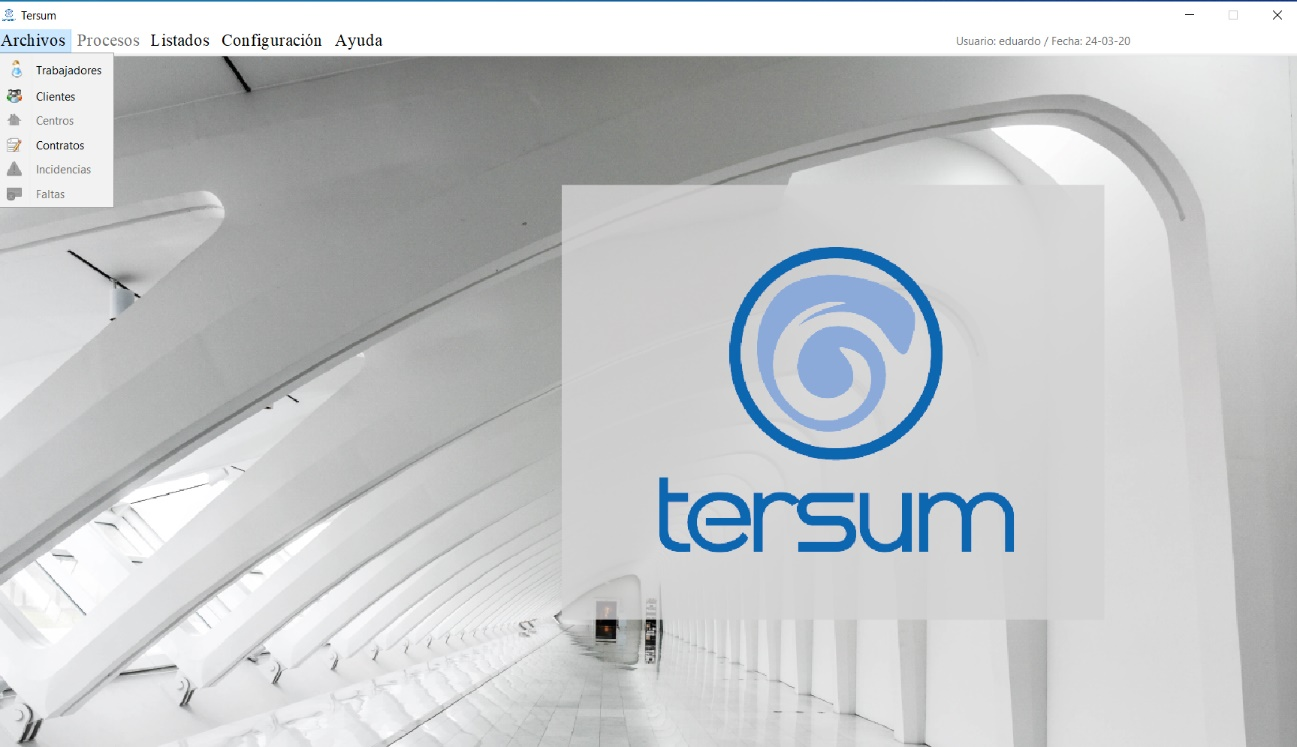 Tersum
Archivos Procesos Listados Configuración Ayuda Usuario: eduardo / Fecha: 24-03-20
Trabajadores
Clientes
Centros
Contratos
Incidencias
Faltas
tersum